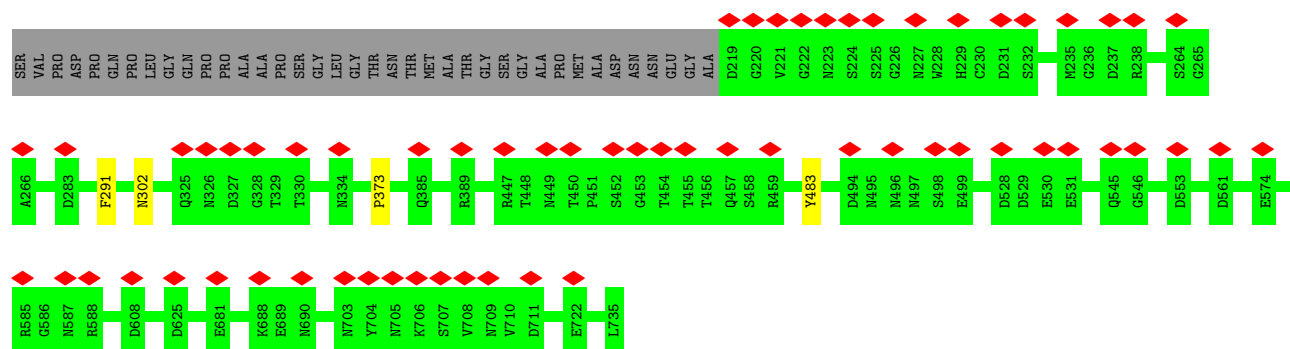 SER VAL PRO ASP PRO GLN PRO LEU GLY GLN PRO PRO ALA ALA PRO SER GLY LEU GLY THR ASN THR MET ALA THR GLY SER GLY ALA PRO MET ALA ASP ASN ASN GLU GLY ALA D219 G220 V221 G222 N223 S224 S225 G226 N227 W228 H229 C230 D231 S232 M235 G236 D237 R238 S264 G265
A266 D283 F291 N302 Q325 N326 D327 G328 T329 T330 N334 P373 Q385 R389 R447 T448 N449 T450 P451 S452 G453 T454 T455 T456 Q457 S458 R459 Y483 D494 N495 N496 N497 S498 E499 D528 D529 E530 E531 Q545 G546 D553 D561 E574
R585 G586 N587 R588 D608 D625 E681 K688 E689 N690 N703 Y704 N705 K706 S707 V708 N709 V710 D711 E722 L735